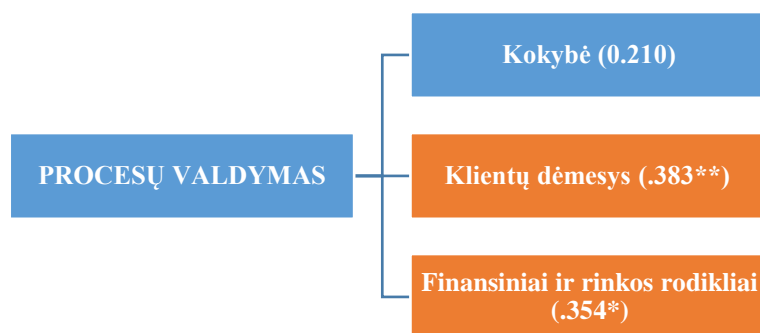 Kokybė (0.210)
PROCESŲ VALDYMAS
Klientų dėmesys (.383**)
Finansiniai ir rinkos rodikliai
(.354*)